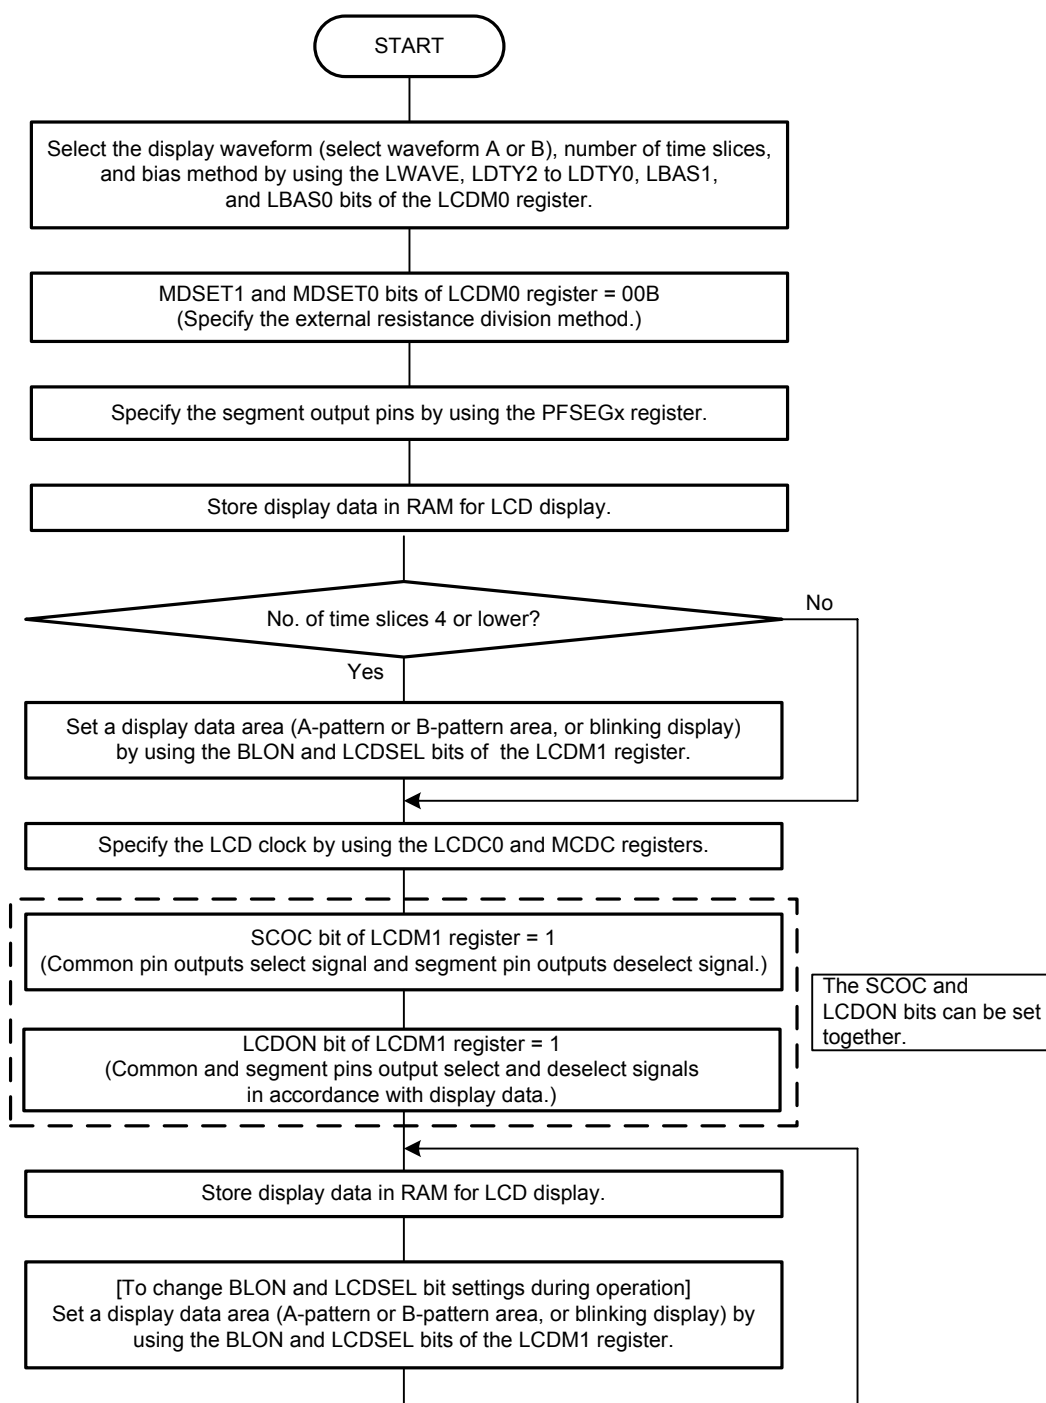 START
Select the display waveform (select waveform A or B), number of time slices,
and bias method by using the LWAVE, LDTY2 to LDTY0, LBAS1,
and LBAS0 bits of the LCDM0 register.
MDSET1 and MDSET0 bits of LCDM0 register = 00B
(Specify the external resistance division method.)
Specify the segment output pins by using the PFSEGx register.
Store display data in RAM for LCD display.
No. of time slices 4 or lower?
No
Yes
Set a display data area (A-pattern or B-pattern area, or blinking display)
by using the BLON and LCDSEL bits of the LCDM1 register.
Specify the LCD clock by using the LCDC0 and MCDC registers.
SCOC bit of LCDM1 register = 1
(Common pin outputs select signal and segment pin outputs deselect signal.)
The SCOC and
LCDON bits can be set
together.
LCDON bit of LCDM1 register = 1
(Common and segment pins output select and deselect signals
in accordance with display data.)
Store display data in RAM for LCD display.
[To change BLON and LCDSEL bit settings during operation]
Set a display data area (A-pattern or B-pattern area, or blinking display) by
using the BLON and LCDSEL bits of the LCDM1 register.